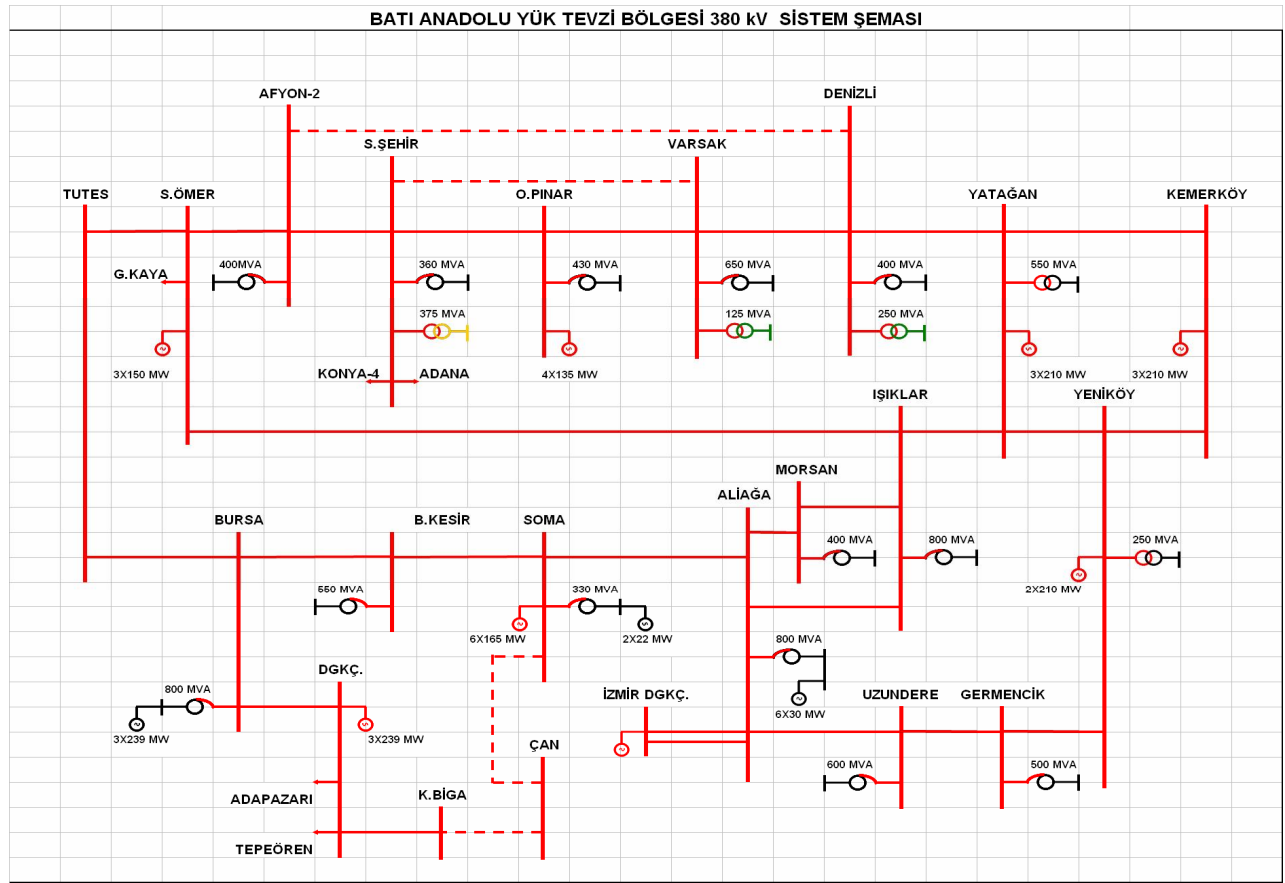 BATI ANADOLU YÜK TEVZİ BÖLGESİ 380 kV SİSTEM ŞEMASI
AFYON-2
DENİZLİ
S.ŞEHİR
VARSAK
TUTES
S.ÖMER
O.PINAR
YATAĞAN
KEMERKÖY
G.KAYA
400MVA
360 MVA
430 MVA
650 MVA
400 MVA
550 MVA
375 MVA
125 MVA
250 MVA
3X150 MW
KONYA-4
ADANA
4X135 MW
3X210 MW
3X210 MW
IŞIKLAR
YENİKÖY
MORSAN
ALİAĞA
BURSA
B.KESİR
SOMA
400 MVA
800 MVA
250 MVA
550 MVA
330 MVA
2X210 MW
6X165 MW
2X22 MW
800 MVA
DGKÇ.
800 MVA
İZMİR DGKÇ.
UZUNDERE
GERMENCİK
6X30 MW
3X239 MW
3X239 MW
ÇAN
600 MVA
500 MVA
ADAPAZARI
K.BİGA
TEPEÖREN